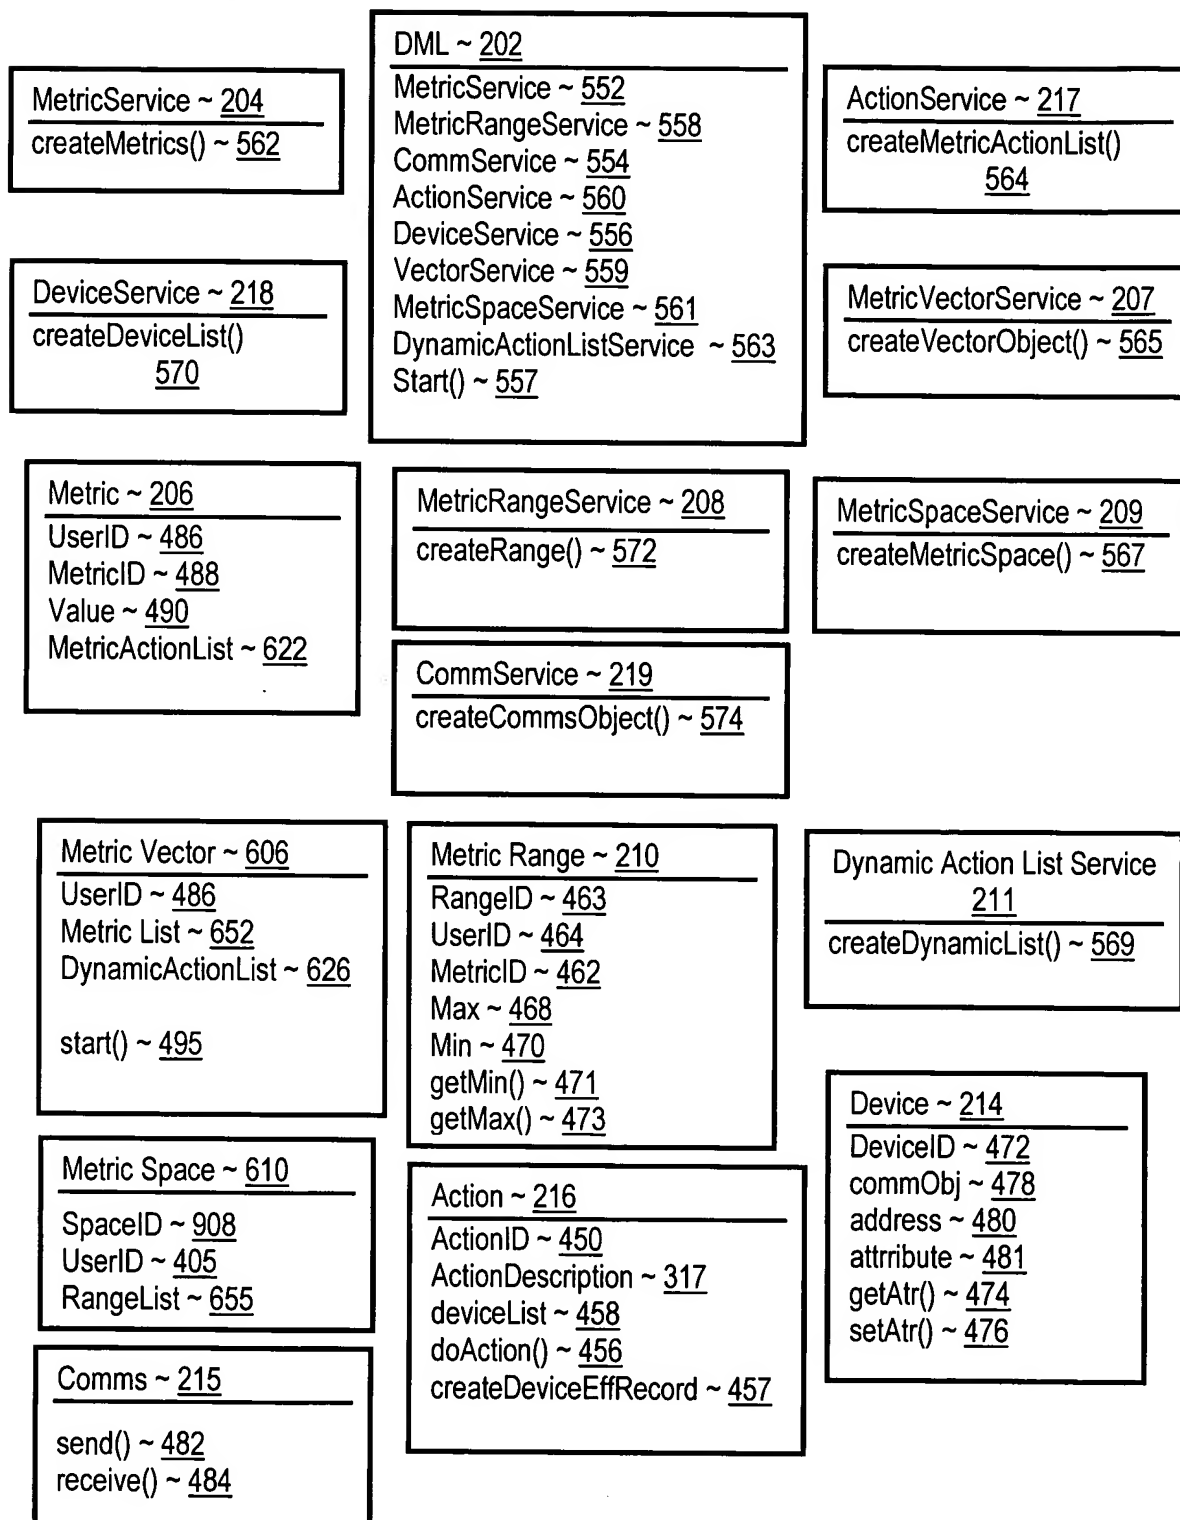 DML ~ 202
MetricService ~ 552
MetricRangeService ~ 558
CommService ~ 554
ActionService ~ 560
DeviceService ~ 556
VectorService ~ 559
MetricSpaceService ~ 561
DynamicActionListService ~ 563
Start() ~ 557
MetricService ~ 204
createMetrics() ~ 562
ActionService ~ 217
createMetricActionList()
564
DeviceService ~ 218
createDeviceList()
570
MetricVectorService ~ 207
createVectorObject() ~ 565
Metric ~ 206
UserID ~ 486
MetricID ~ 488
Value ~ 490
MetricActionList ~ 622
MetricRangeService ~ 208
createRange() ~ 572
MetricSpaceService ~ 209
createMetricSpace() ~ 567
CommService ~ 219
createCommsObject() ~ 574
Metric Vector ~ 606
UserID ~ 486
Metric List ~ 652
DynamicActionList ~ 626
start() ~ 495
Metric Range ~ 210
RangeID ~ 463
UserID ~ 464
MetricID ~ 462
Max ~ 468
Min ~ 470
getMin() ~ 471
getMax() ~ 473
Dynamic Action List Service
211
createDynamicList() ~ 569
Device ~ 214
DeviceID ~ 472
commObj ~ 478
address ~ 480
attrribute ~ 481
getAtr() ~ 474
setAtr() ~ 476
Metric Space ~ 610
SpaceID ~ 908
UserID ~ 405
RangeList ~ 655
Action ~ 216
ActionID ~ 450
ActionDescription ~ 317
deviceList ~ 458
doAction() ~ 456
createDeviceEffRecord ~ 457
Comms ~ 215
send() ~ 482
receive() ~ 484